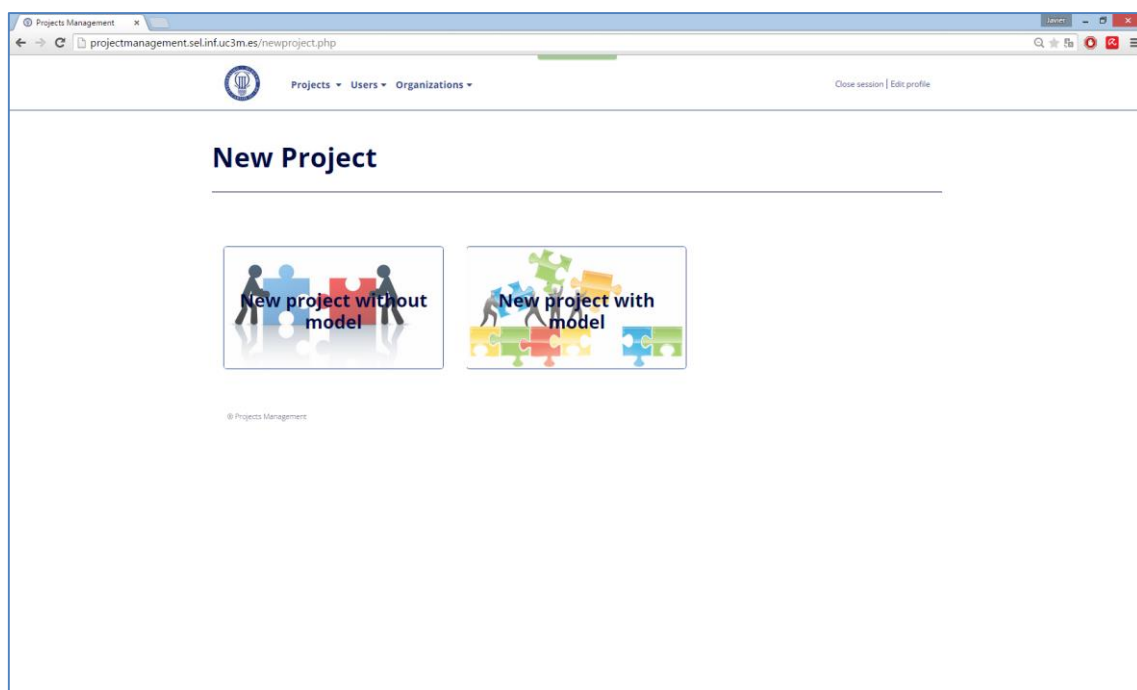 Projects Management
Javier
projectmanagement.sel.inf.uc3m.es/newproject.php
Projects Users Organizations
Close session | Edit profile
New Project
New project without
model
New project with
model
© Projects Management